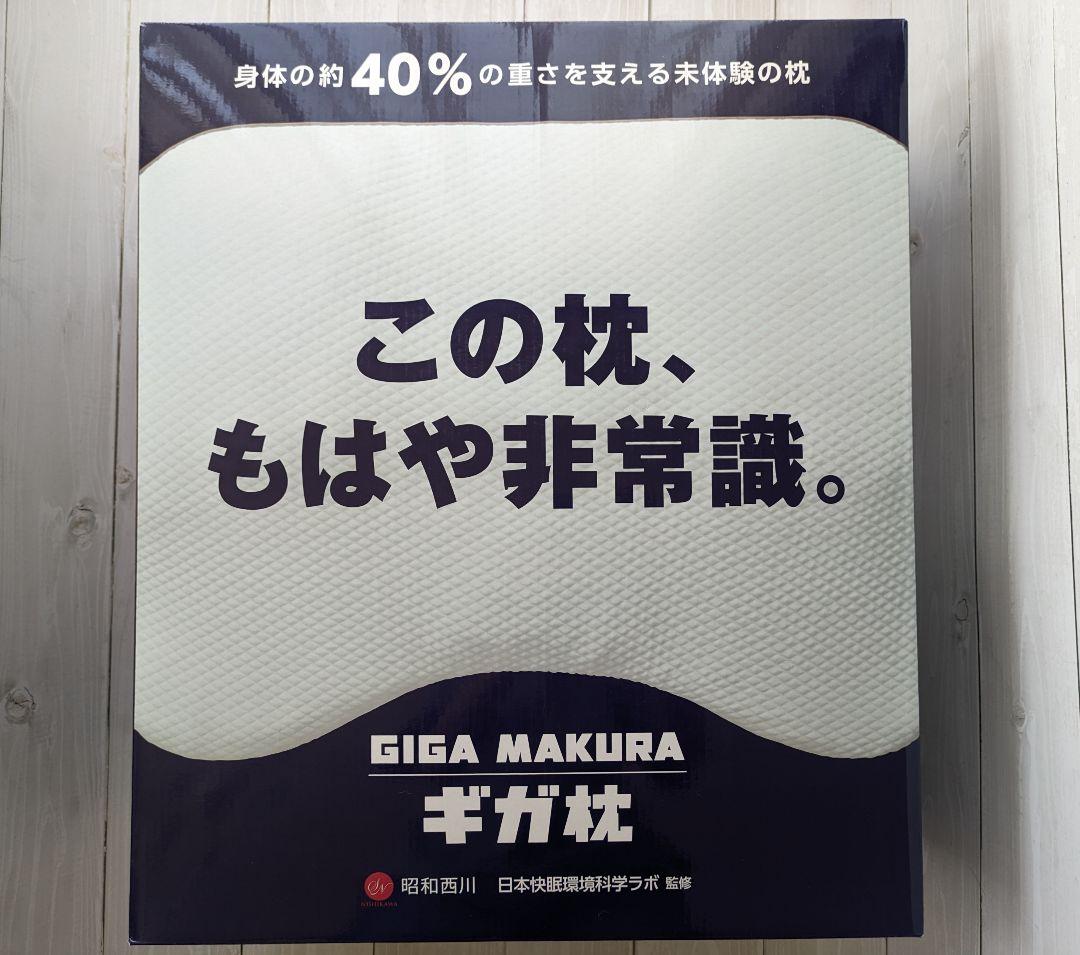 身体の約40%の重さを支える未体験の枕
この枕、
もはや非常識。
GIGA MAKURA
ギガ枕
SN 昭和西川 日本快眠環境科学ラボ 監修
NISHIKAWA